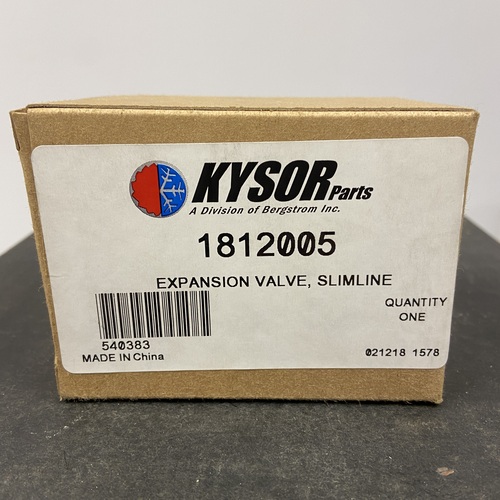 KYSOR Parts
A Division of Bergstrom Inc.
1812005
EXPANSION VALVE, SLIMLINE
QUANTITY
ONE
540383
MADE IN China
021218 1578